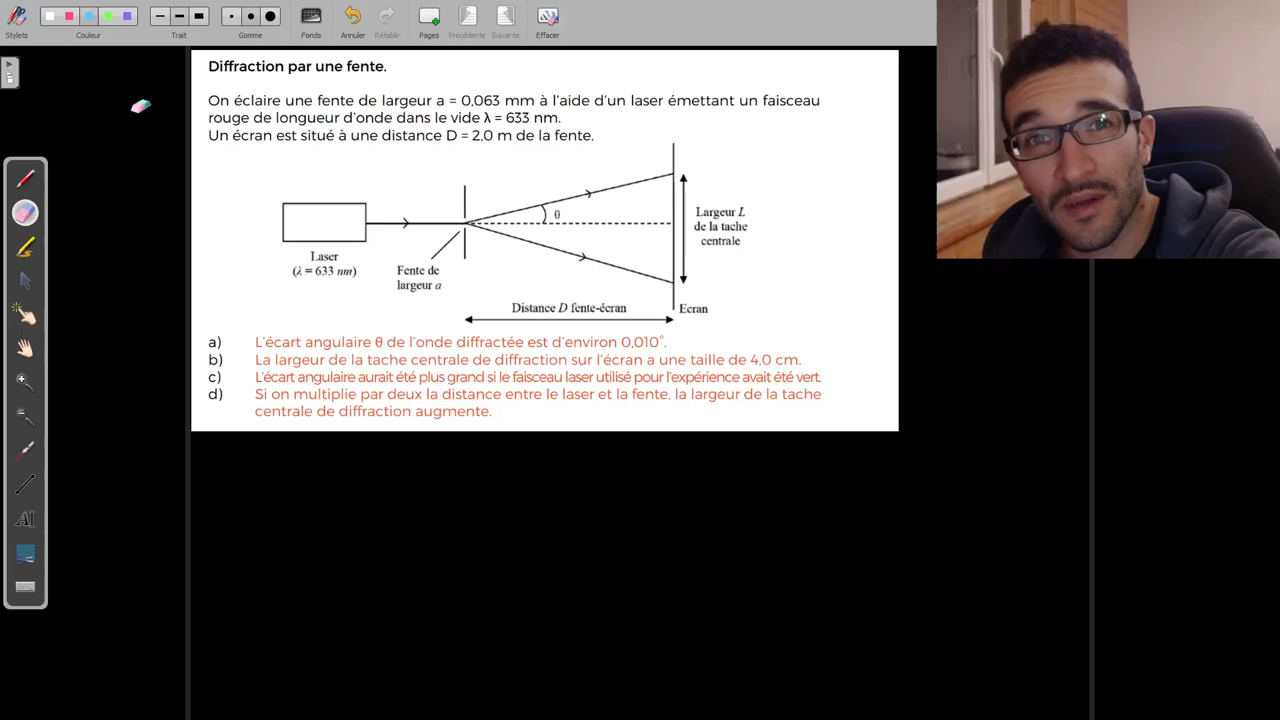 Stylets
Couleur
Trait
Gomme
Fonds
Annuler
Rétablir
Pages
Précédente
Suivante
Effacer
Diffraction par une fente.
On éclaire une fente de largeur a = 0,063 mm à l’aide d’un laser émettant un faisceau
rouge de longueur d’onde dans le vide λ = 633 nm.
Un écran est situé à une distance D = 2,0 m de la fente.
θ
Largeur L
de la tache
centrale
Laser
(λ = 633 nm)
Fente de
largeur a
Distance D fente-écran
Ecran
a) L’écart angulaire θ de l’onde diffractée est d’environ 0,010°.
b) La largeur de la tache centrale de diffraction sur l’écran a une taille de 4,0 cm.
c) L’écart angulaire aurait été plus grand si le faisceau laser utilisé pour l’expérience avait été vert.
d) Si on multiplie par deux la distance entre le laser et la fente, la largeur de la tache
centrale de diffraction augmente.
AI